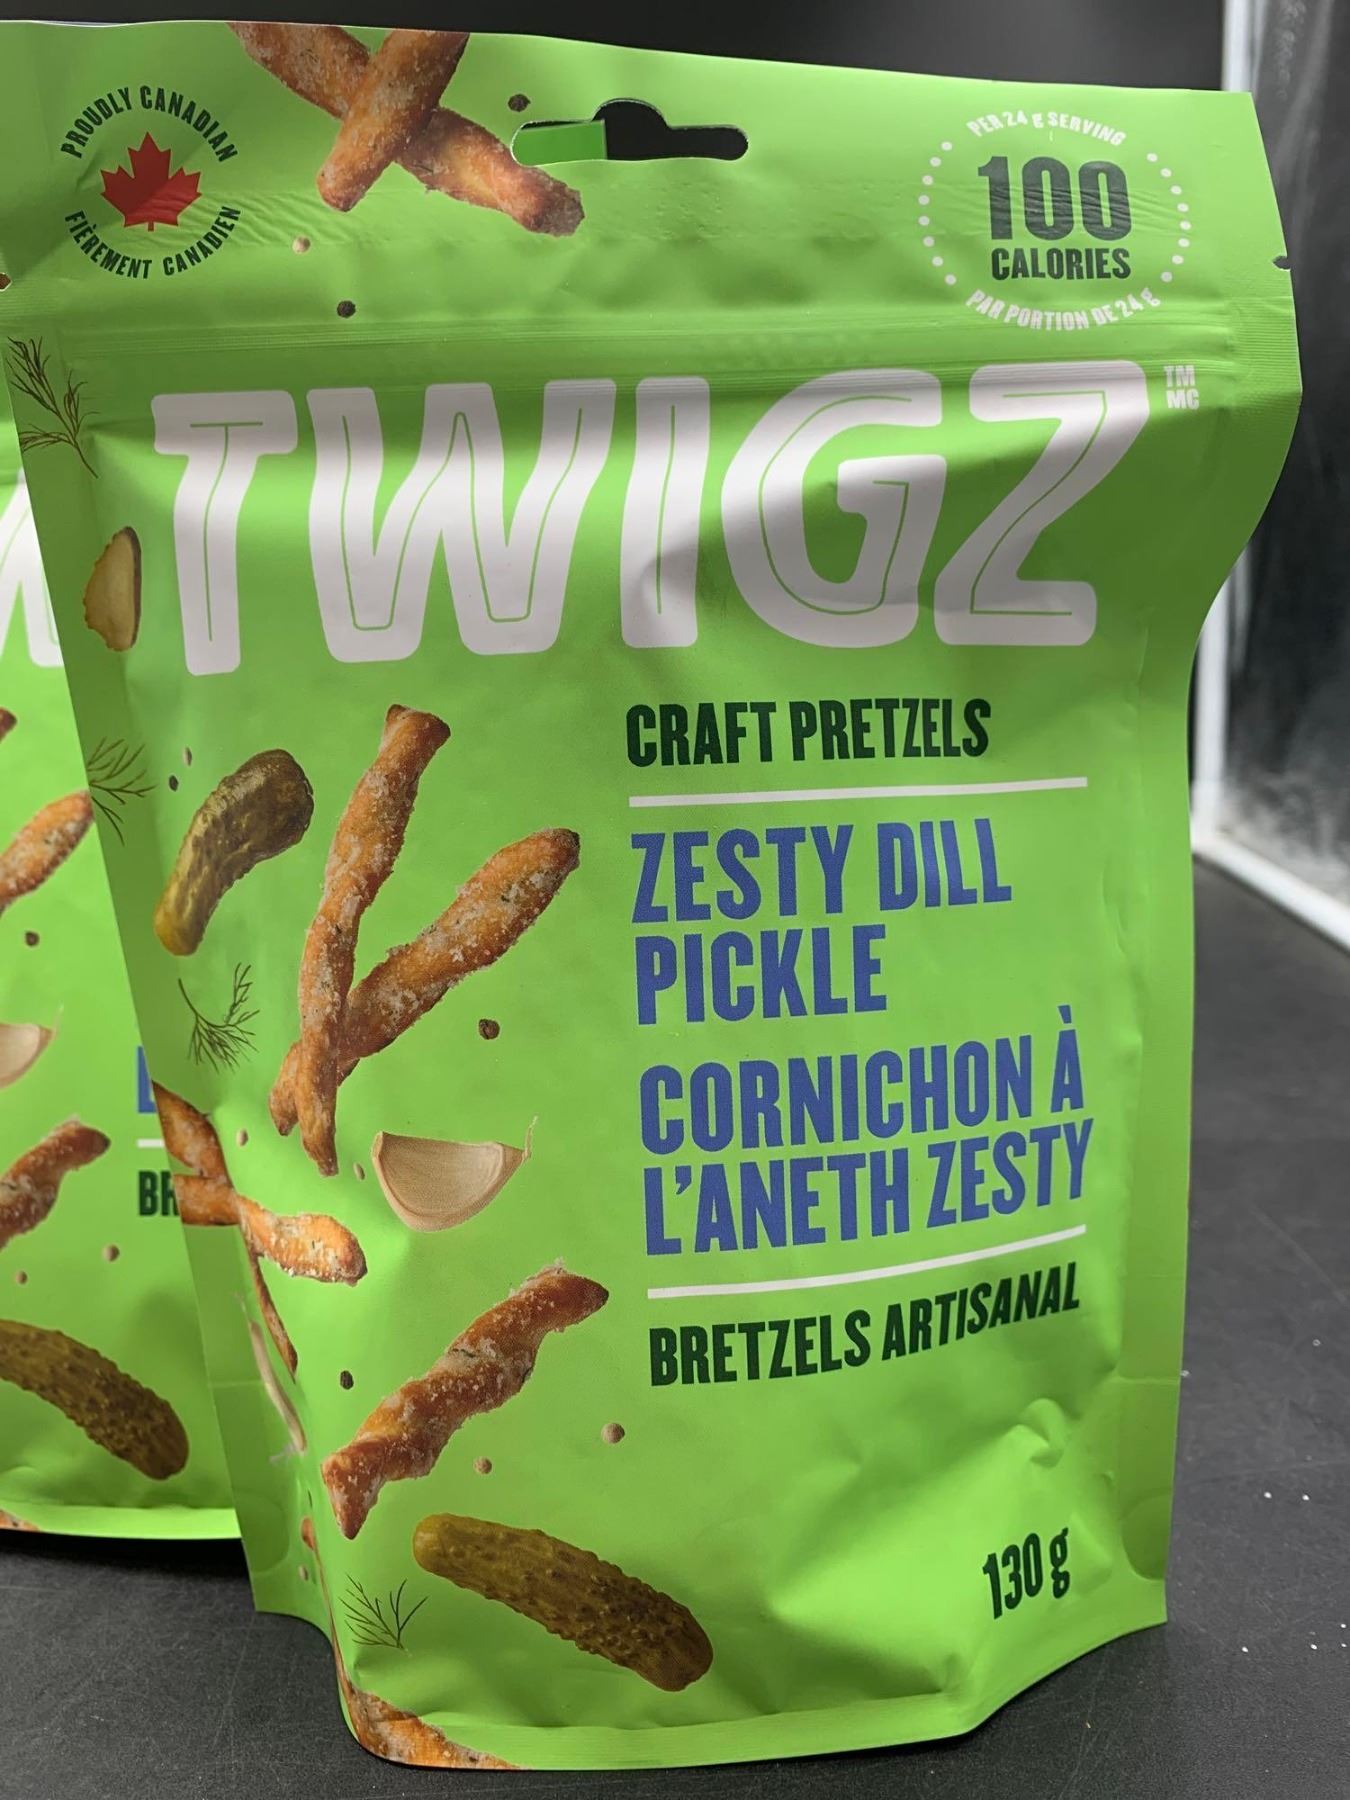 PROUDLY CANADIAN
FIÈREMENT CANADIEN
PER 24 g SERVING
100
CALORIES
PAR PORTION DE 24 g
TWIGZ
TM
MC
CRAFT PRETZELS
ZESTY DILL
PICKLE
CORNICHON À
L'ANETH ZESTY
BRETZELS ARTISANAL
130 g
BR